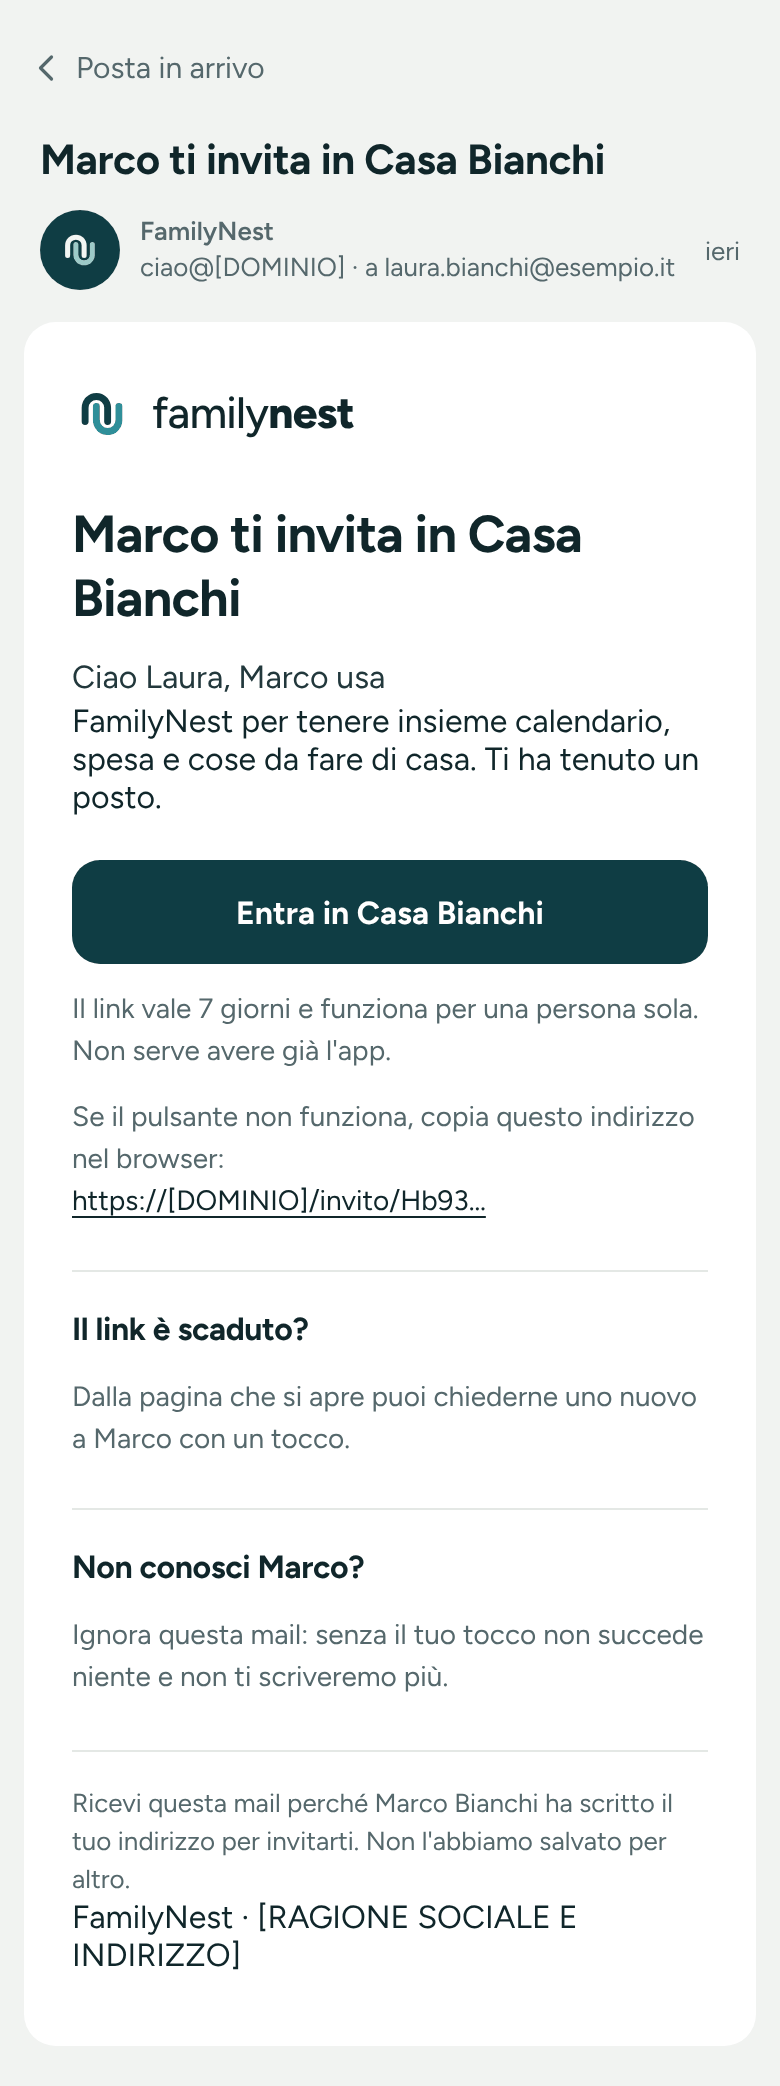 Posta in arrivo
Marco ti invita in Casa Bianchi
FamilyNest
ciao@[DOMINIO] · a laura.bianchi@esempio.it
ieri
familynest
Marco ti invita in Casa
Bianchi
Ciao Laura, Marco usa
FamilyNest per tenere insieme calendario,
spesa e cose da fare di casa. Ti ha tenuto un
posto.
Entra in Casa Bianchi
Il link vale 7 giorni e funziona per una persona sola.
Non serve avere già l'app.
Se il pulsante non funziona, copia questo indirizzo
nel browser:
https://[DOMINIO]/invito/Hb93...
Il link è scaduto?
Dalla pagina che si apre puoi chiederne uno nuovo
a Marco con un tocco.
Non conosci Marco?
Ignora questa mail: senza il tuo tocco non succede
niente e non ti scriveremo più.
Ricevi questa mail perché Marco Bianchi ha scritto il
tuo indirizzo per invitarti. Non l'abbiamo salvato per
altro.
FamilyNest · [RAGIONE SOCIALE E
INDIRIZZO]